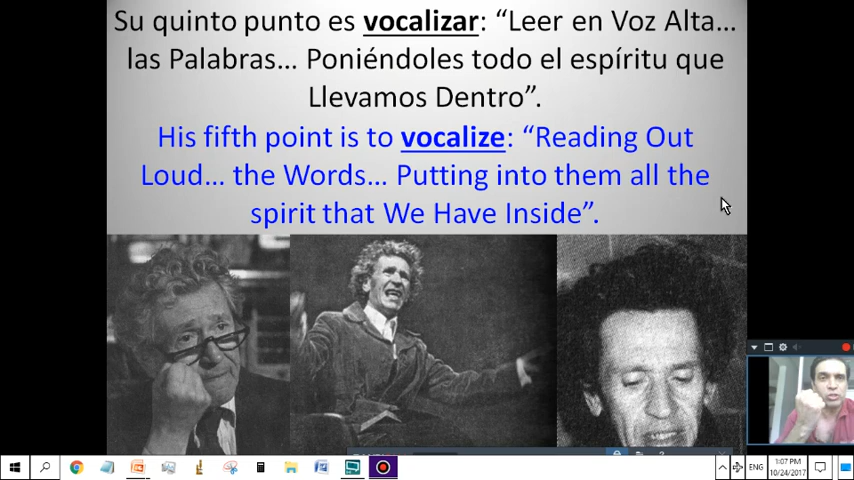 Su quinto punto es vocalizar: “Leer en Voz Alta…
las Palabras… Poniéndoles todo el espíritu que
Llevamos Dentro”.
His fifth point is to vocalize: “Reading Out
Loud… the Words… Putting into them all the
spirit that We Have Inside”.
ENG
1:07 PM
10/24/2017